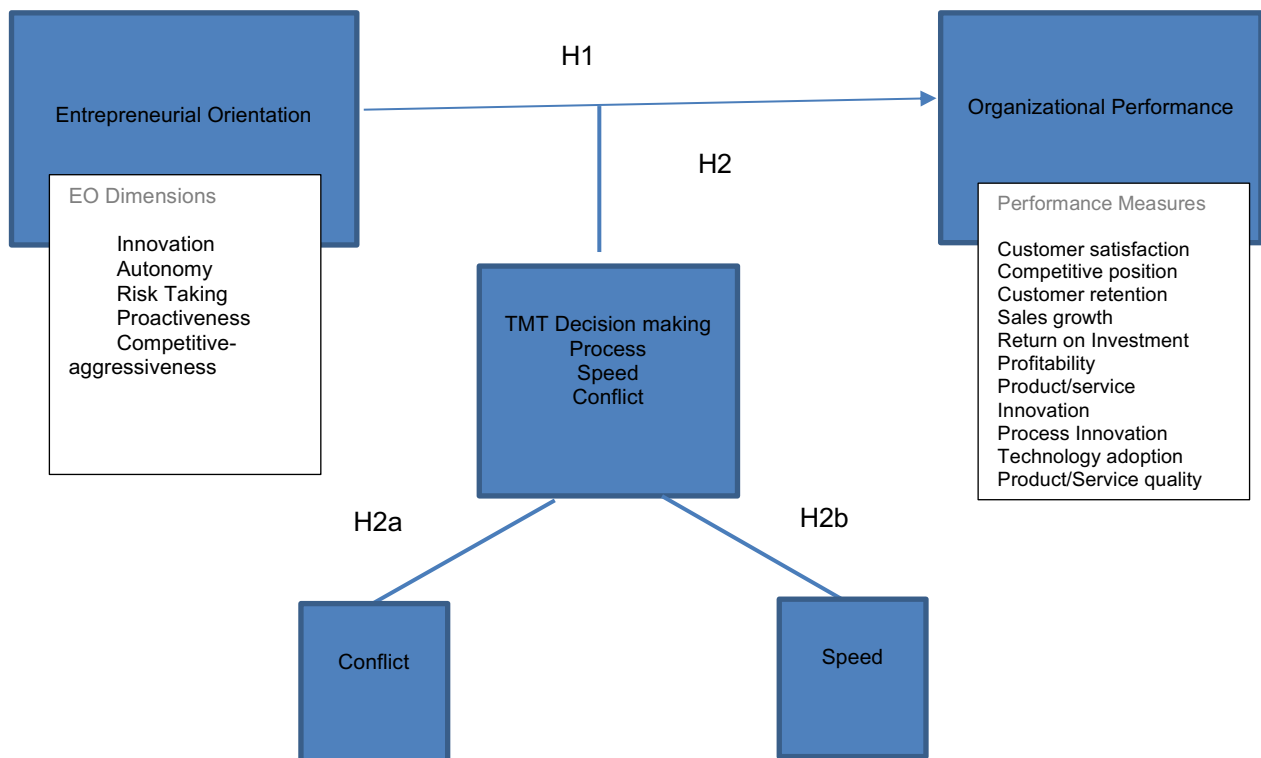 H1
Entrepreneurial Orientation
Organizational Performance
H2
EO Dimensions
Innovation
Autonomy
Risk Taking
Proactiveness
Competitive-
aggressiveness
Performance Measures
Customer satisfaction
Competitive position
Customer retention
Sales growth
Return on Investment
Profitability
Product/service
Innovation
Process Innovation
Technology adoption
Product/Service quality
TMT Decision making
Process
Speed
Conflict
H2a
H2b
Conflict
Speed